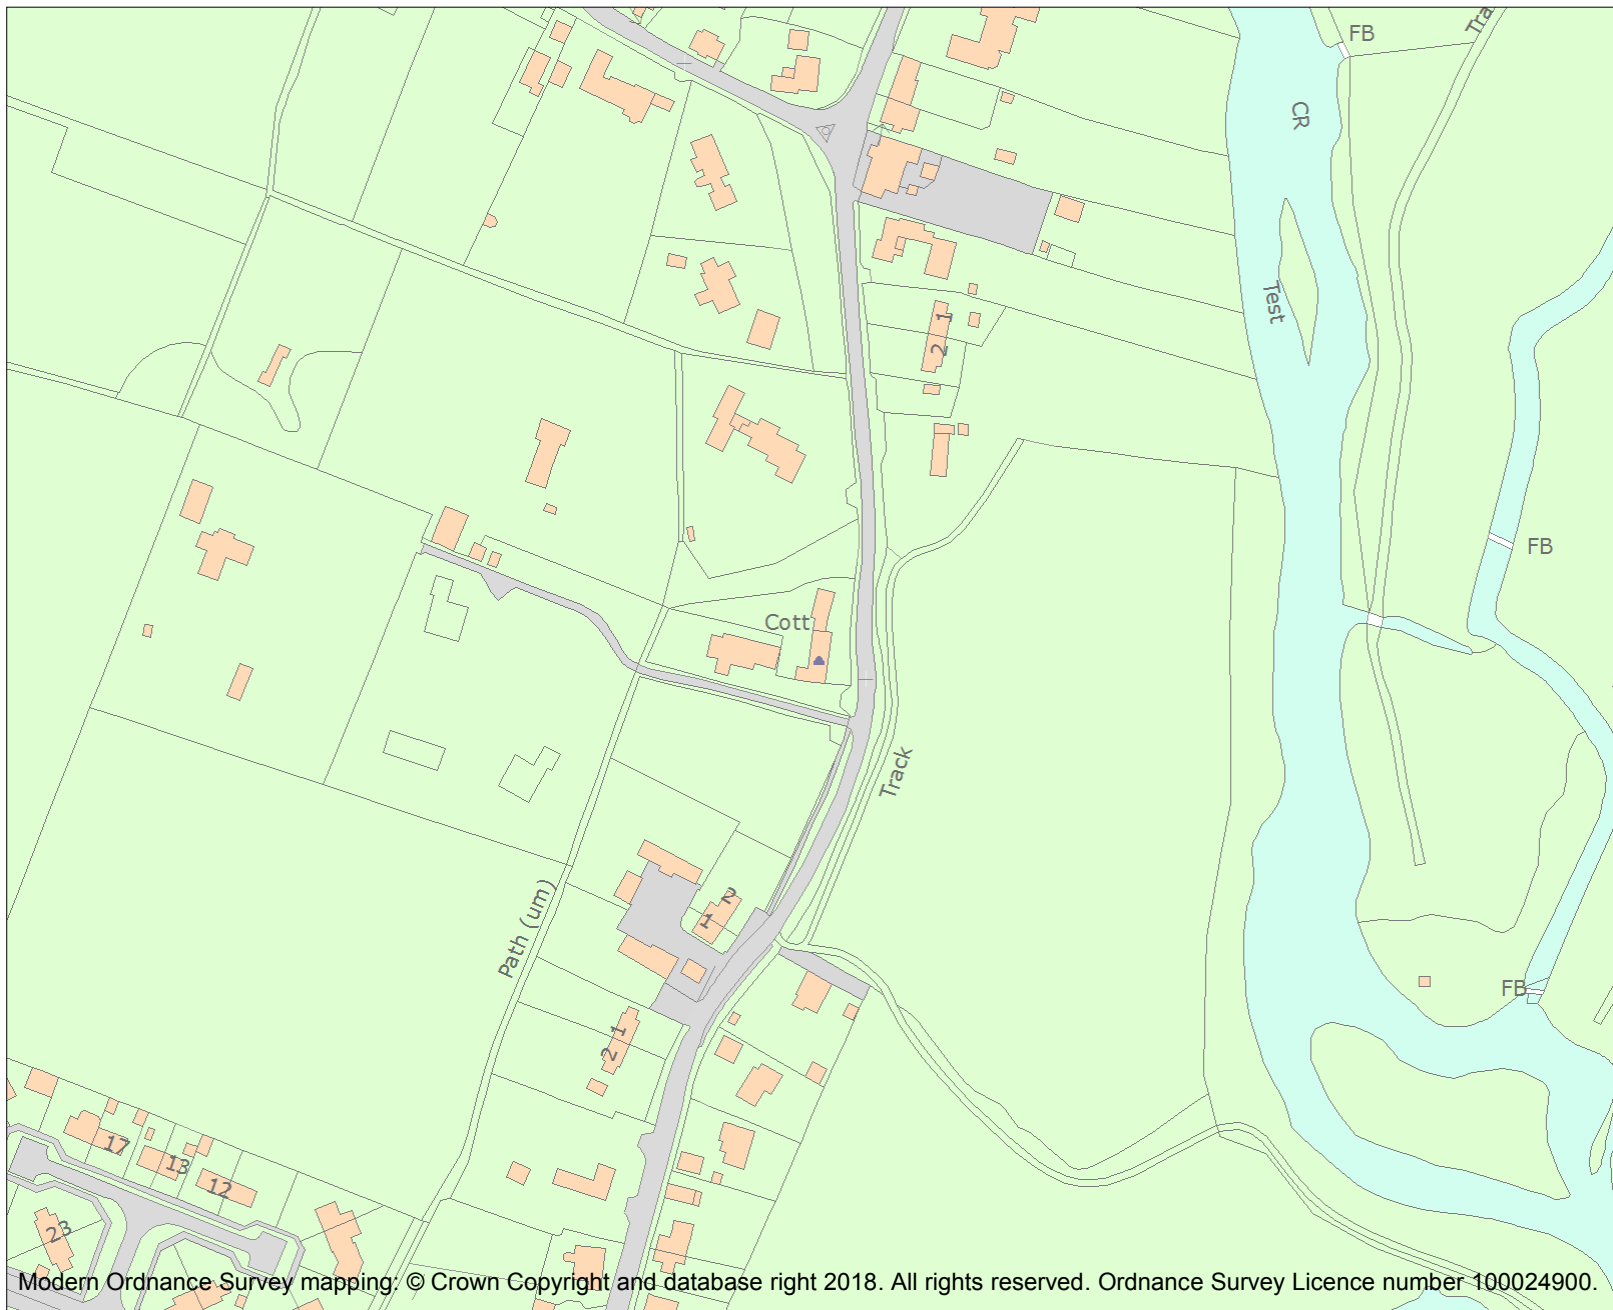 FB
Tra
CR
Test
1
2
FB
Cott
Track
2
1
Path (um)
FB
1
2
17
13
12
23
Modern Ordnance Survey mapping: © Crown Copyright and database right 2018. All rights reserved. Ordnance Survey Licence number 100024900.